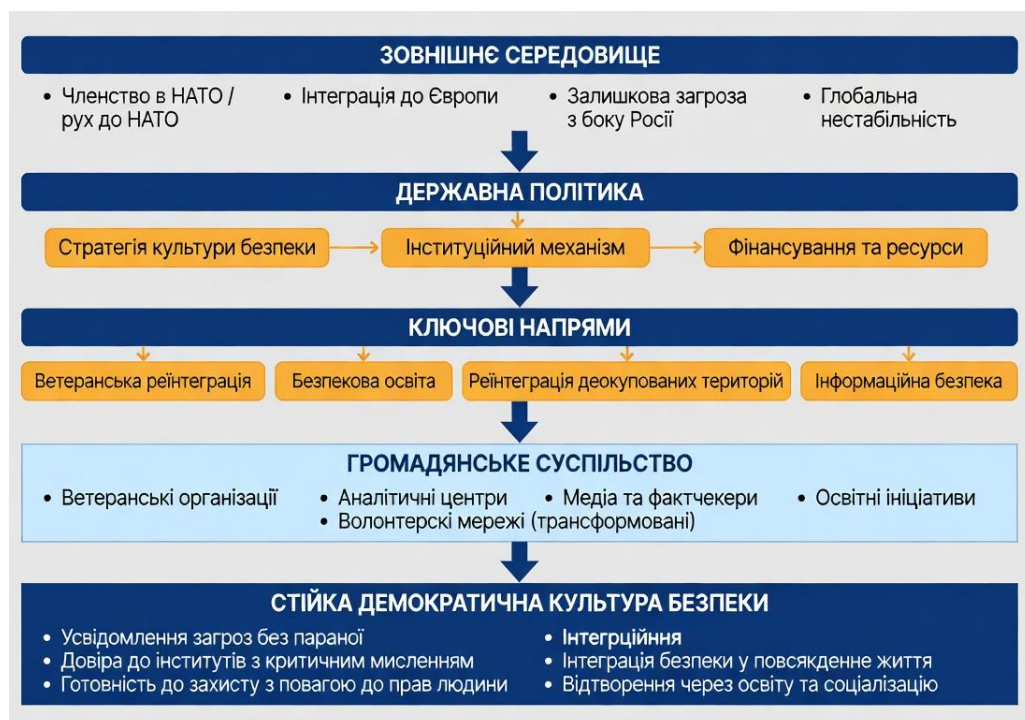 ЗОВНІШНЄ СЕРЕДОВИЩЕ
• Членство в НАТО /
рух до НАТО
• Інтеграція до Європи
• Залишкова загроза
з боку Росії
• Глобальна
нестабільність
ДЕРЖАВНА ПОЛІТИКА
Стратегія культури безпеки
Інституційний механізм
Фінансування та ресурси
КЛЮЧОВІ НАПРЯМИ
Ветеранська реїнтеграція
Безпекова освіта
Реїнтеграція деокупованих територій
Інформаційна безпека
ГРОМАДЯНСЬКЕ СУСПІЛЬСТВО
• Ветеранські організації
• Аналітичні центри
• Медіа та фактчекери
• Освітні ініціативи
• Волонтерскі мережі (трансформовані)
СТІЙКА ДЕМОКРАТИЧНА КУЛЬТУРА БЕЗПЕКИ
• Усвідомлення загроз без параної
• Довіра до інститутів з критичним мисленням
• Готовність до захисту з повагою до прав людини
• Інтегрційння
• Інтеграція безпеки у повсякденне життя
• Відтворення через освіту та соціалізацію